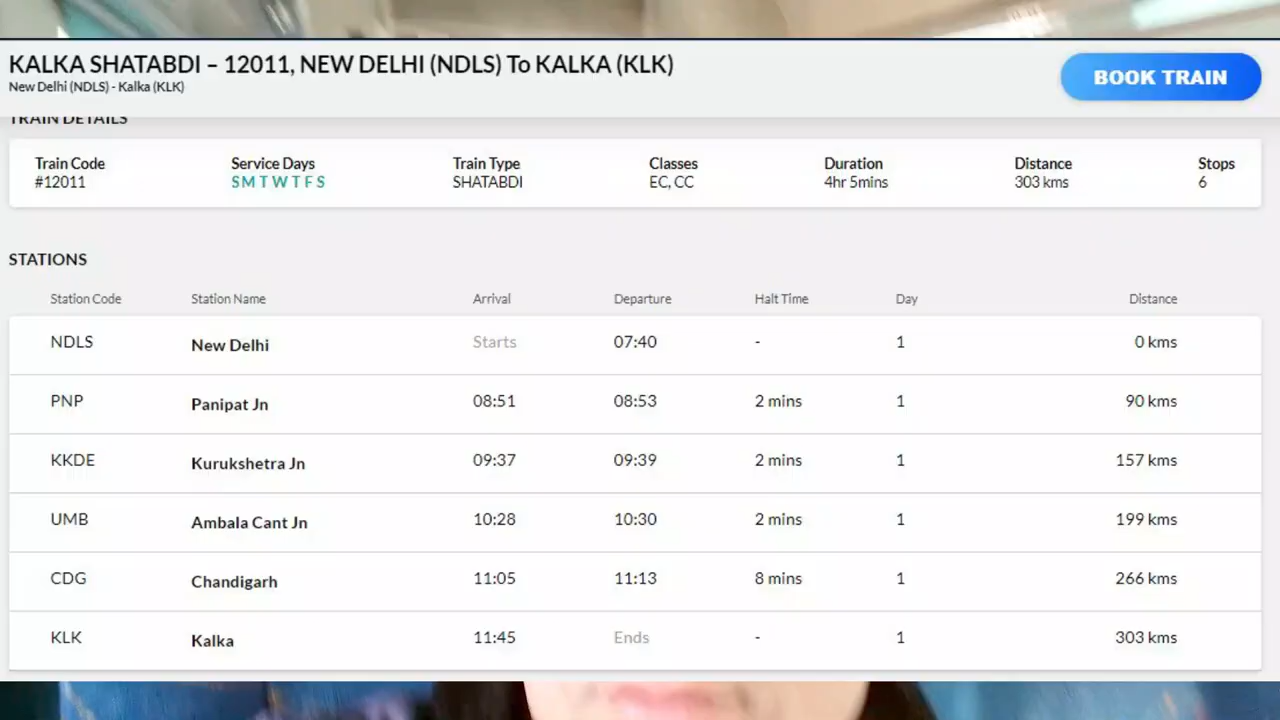 KALKA SHATABDI – 12011, NEW DELHI (NDLS) To KALKA (KLK)
New Delhi (NDLS) - Kalka (KLK)
BOOK TRAIN
TRAIN DETAILS
Train Code Service Days Train Type Classes Duration Distance Stops
#12011 S M T W T F S SHATABDI EC, CC 4hr 5mins 303 kms 6
STATIONS
Station Code Station Name Arrival Departure Halt Time Day Distance
NDLS New Delhi Starts 07:40 - 1 0 kms
PNP Panipat Jn 08:51 08:53 2 mins 1 90 kms
KKDE Kurukshetra Jn 09:37 09:39 2 mins 1 157 kms
UMB Ambala Cant Jn 10:28 10:30 2 mins 1 199 kms
CDG Chandigarh 11:05 11:13 8 mins 1 266 kms
KLK Kalka 11:45 Ends - 1 303 kms